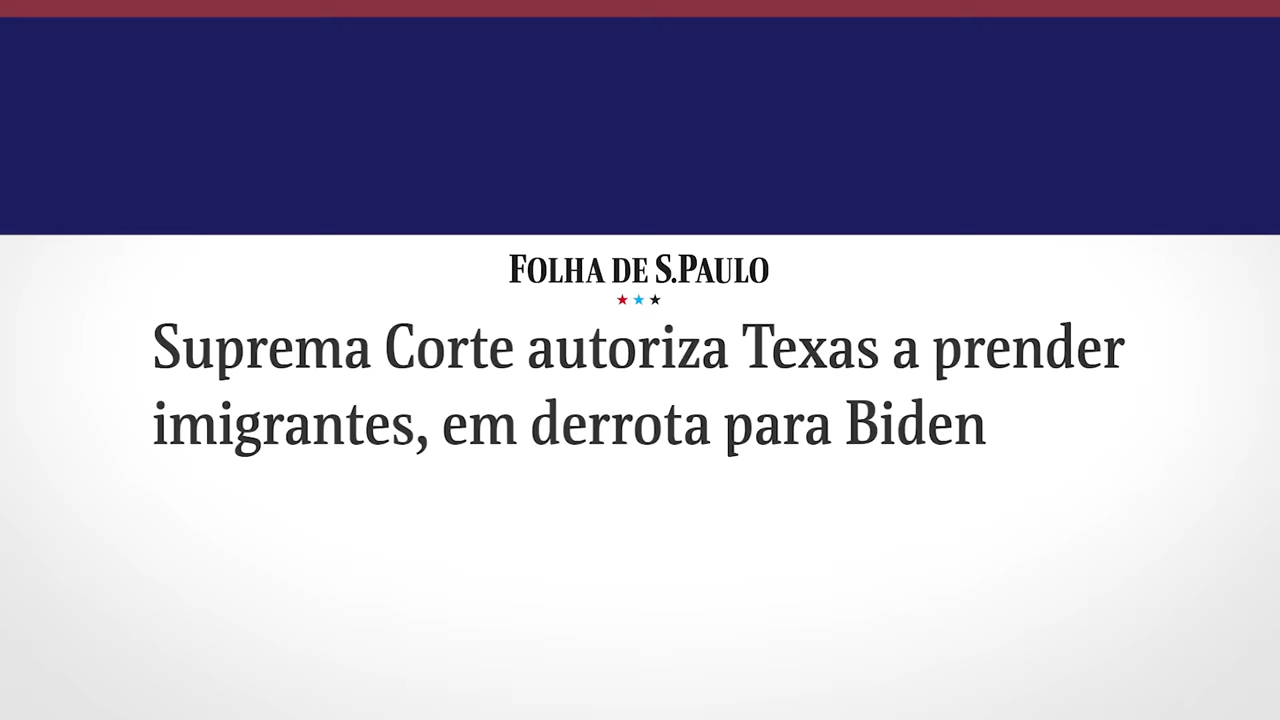 FOLHA DE S.PAULO
Suprema Corte autoriza Texas a prender
imigrantes, em derrota para Biden